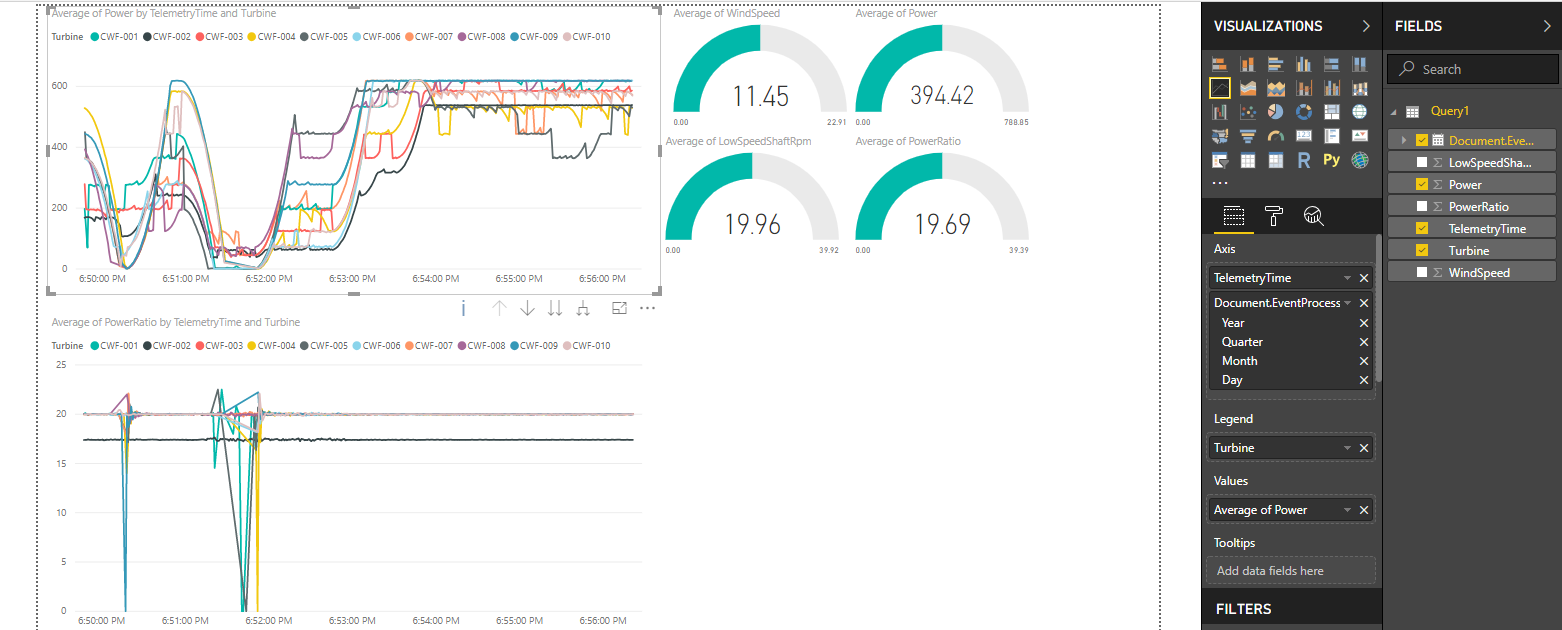 Average of Power by TelemetryTime and Turbine
Turbine CWF-001 CWF-002 CWF-003 CWF-004 CWF-005 CWF-006 CWF-007 CWF-008 CWF-009 CWF-010
600
400
200
0
6:50:00 PM 6:51:00 PM 6:52:00 PM 6:53:00 PM 6:54:00 PM 6:55:00 PM 6:56:00 PM
Average of PowerRatio by TelemetryTime and Turbine
Turbine CWF-001 CWF-002 CWF-003 CWF-004 CWF-005 CWF-006 CWF-007 CWF-008 CWF-009 CWF-010
25
20
15
10
5
0
6:50:00 PM 6:51:00 PM 6:52:00 PM 6:53:00 PM 6:54:00 PM 6:55:00 PM 6:56:00 PM
Average of WindSpeed
11.45
0.00 22.91
Average of Power
394.42
0.00 788.85
Average of LowSpeedShaftRpm
19.96
0.00 39.92
Average of PowerRatio
19.69
0.00 39.39
VISUALIZATIONS
R Py
...
Axis
TelemetryTime
Document.EventProcess
Year
Quarter
Month
Day
Legend
Turbine
Values
Average of Power
Tooltips
Add data fields here
FILTERS
FIELDS
Search
Query1
Document.Eve...
LowSpeedSha...
Power
PowerRatio
TelemetryTime
Turbine
WindSpeed